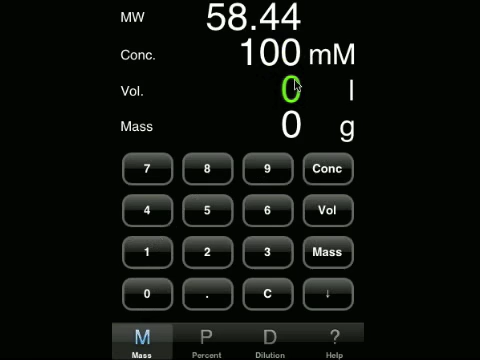 MW 58.44
Conc. 100 mM
Vol. 0 l
Mass 0 g
7 8 9 Conc
4 5 6 Vol
1 2 3 Mass
0 . C ↓
M P D ?
Mass Percent Dilution Help